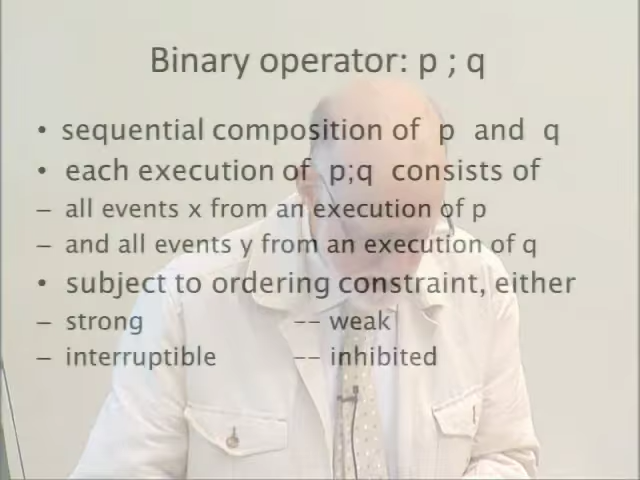 Binary operator: p ; q
• sequential composition of p and q
• each execution of p;q consists of
– all events x from an execution of p
– and all events y from an execution of q
• subject to ordering constraint, either
– strong -- weak
– interruptible -- inhibited